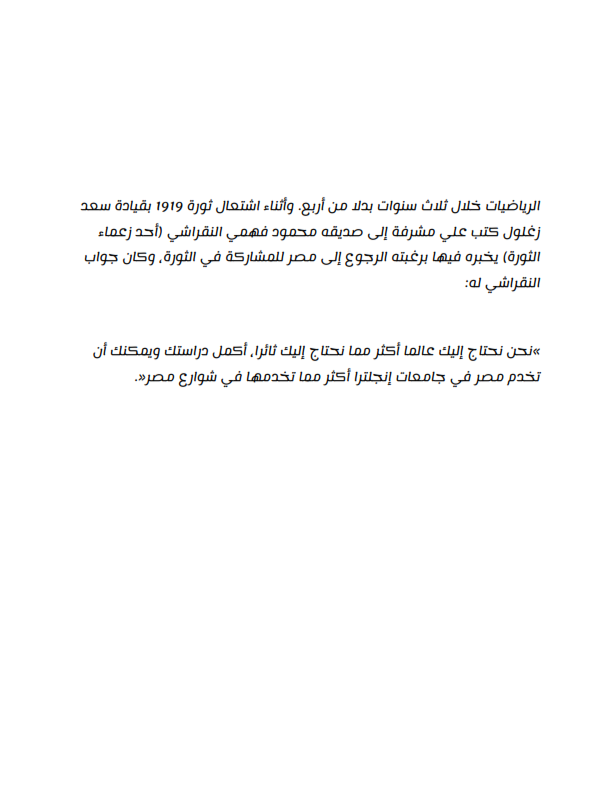 الرياضيات خلال ثلاث سنوات بدلا من أربع. وأثناء اشتعال ثورة 1919 بقيادة سعد
زغلول كتب علي مشرفة إلى صديقه محمود فهمي النقراشي (أحد زعماء
الثورة) يخبره فيها برغبته الرجوع إلى مصر للمشاركة في الثورة، وكان جواب
النقراشي له:
»نحن نحتاج إليك عالما أكثر مما نحتاج إليك ثائرا، أكمل دراستك ويمكنك أن
تخدم مصر في جامعات إنجلترا أكثر مما تخدمها في شوارع مصر«.